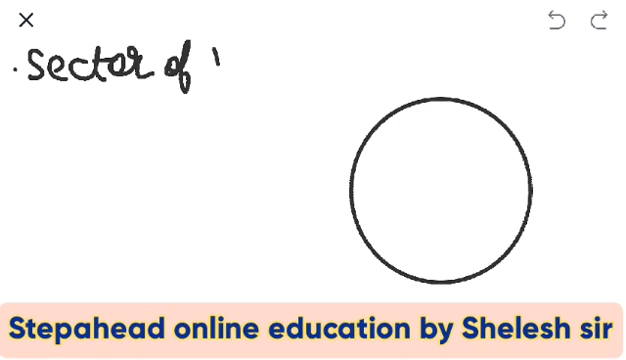 . Sector of
Stepahead online education by Shelesh sir